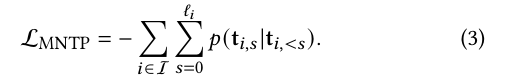 ℒ_MNTP = − ∑_{i∈ℐ} ∑_{s=0}^{ℓ_i} p(𝐭_{i,s}|𝐭_{i,<s}). (3)